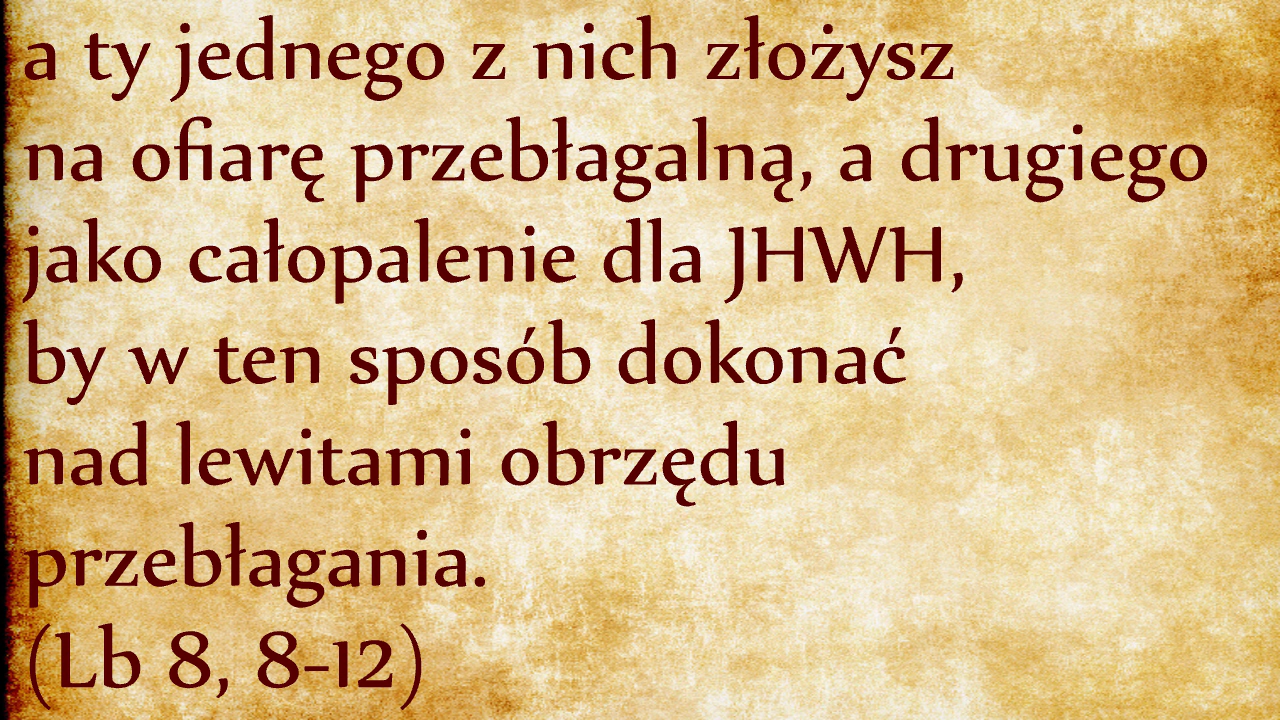 a ty jednego z nich złożysz
na ofiarę przebłagalną, a drugiego
jako całopalenie dla JHWH,
by w ten sposób dokonać
nad lewitami obrzędu
przebłagania.
(Lb 8, 8-12)